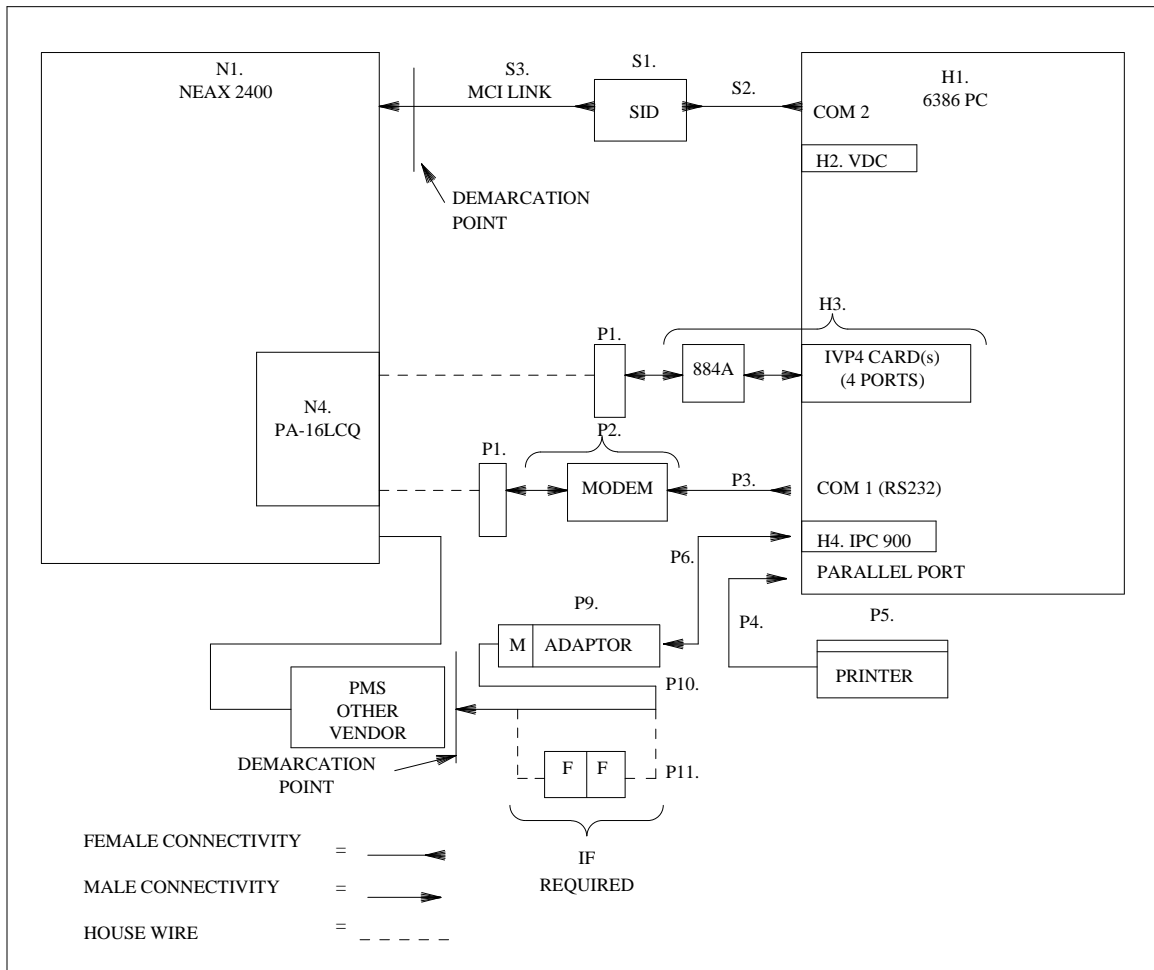 N1.
NEAX 2400
S3.
MCI LINK
S1.
SID
S2.
H1.
6386 PC
COM 2
H2. VDC
DEMARCATION
POINT
H3.
P1.
884A
IVP4 CARD(s)
(4 PORTS)
N4.
PA-16LCQ
P2.
P1.
MODEM
P3.
COM 1 (RS232)
H4. IPC 900
P6.
PARALLEL PORT
P9.
M
ADAPTOR
P4.
P5.
PRINTER
P10.
PMS
OTHER
VENDOR
DEMARCATION
POINT
F
F
P11.
IF
REQUIRED
FEMALE CONNECTIVITY =
MALE CONNECTIVITY =
HOUSE WIRE =